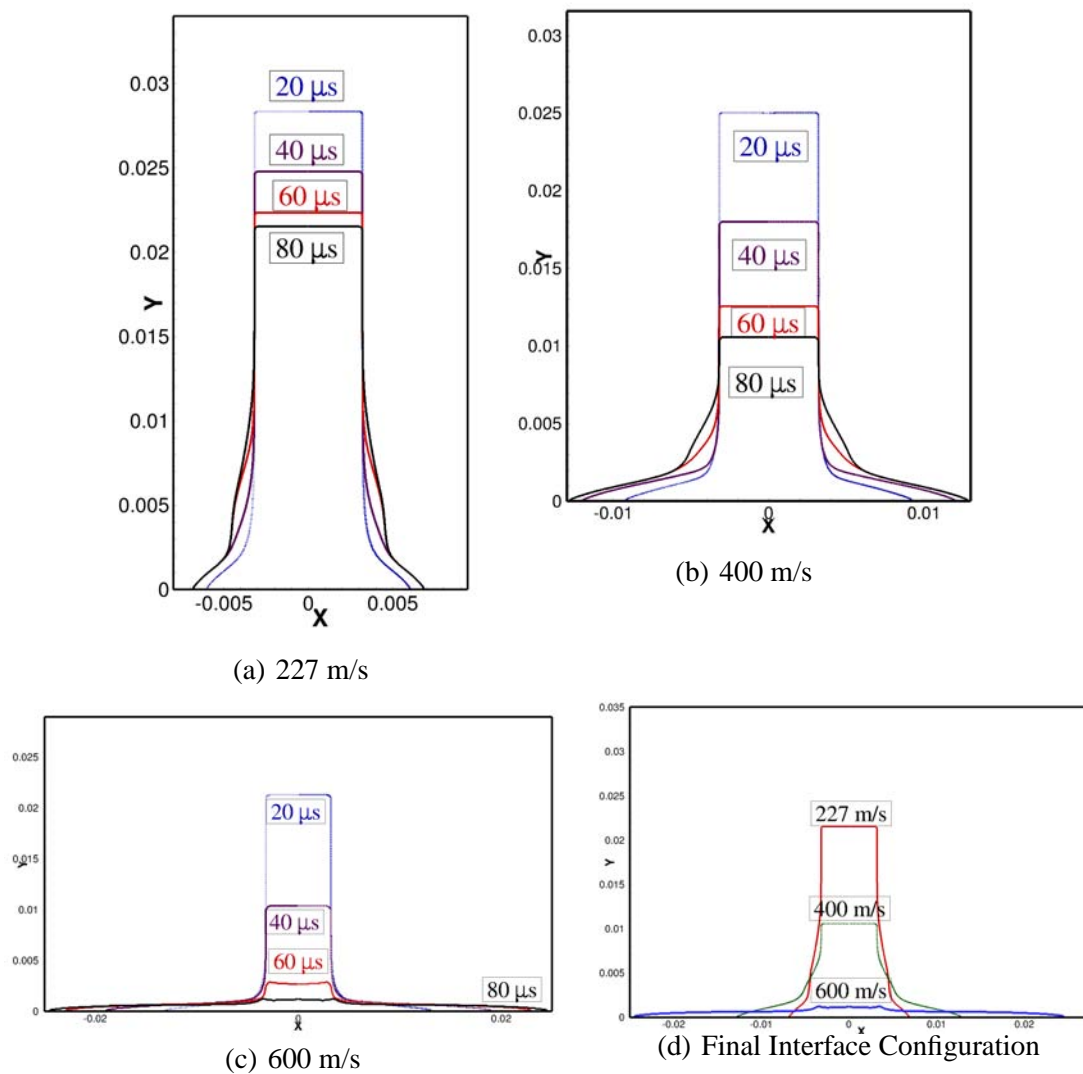 0.03
0.025
0.02
0.015
0.01
0.005
0
Y
20 µs
40 µs
60 µs
80 µs
-0.005 0 0.005
X
(a) 227 m/s
0.03
0.025
0.02
0.015
0.01
0.005
0
Y
20 µs
40 µs
60 µs
80 µs
-0.01 0 0.01
X
(b) 400 m/s
0.025
0.02
0.015
0.01
0.005
0
Y
20 µs
40 µs
60 µs
80 µs
-0.02 0 0.02
X
(c) 600 m/s
0.035
0.03
0.025
0.02
0.015
0.01
0.005
0
Y
227 m/s
400 m/s
600 m/s
-0.02 -0.01 0 0.01 0.02
X
(d) Final Interface Configuration